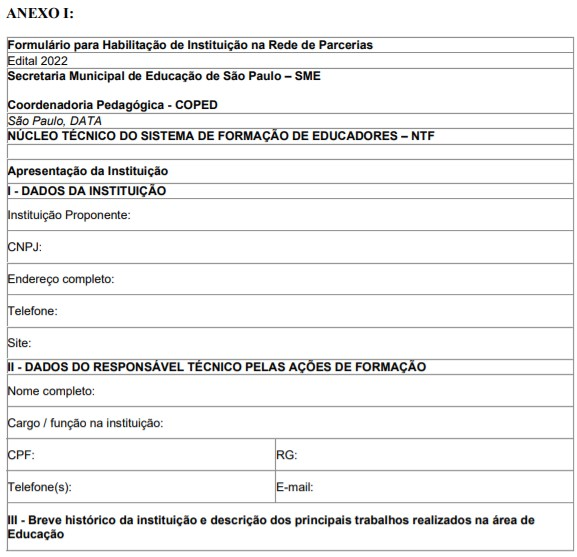 ANEXO I:
Formulário para Habilitação de Instituição na Rede de Parcerias
Edital 2022
Secretaria Municipal de Educação de São Paulo – SME
Coordenadoria Pedagógica - COPED
São Paulo, DATA
NÚCLEO TÉCNICO DO SISTEMA DE FORMAÇÃO DE EDUCADORES – NTF
Apresentação da Instituição
I - DADOS DA INSTITUIÇÃO
Instituição Proponente:
CNPJ:
Endereço completo:
Telefone:
Site:
II - DADOS DO RESPONSÁVEL TÉCNICO PELAS AÇÕES DE FORMAÇÃO
Nome completo:
Cargo / função na instituição:
CPF:
RG:
Telefone(s):
E-mail:
III - Breve histórico da instituição e descrição dos principais trabalhos realizados na área de
Educação